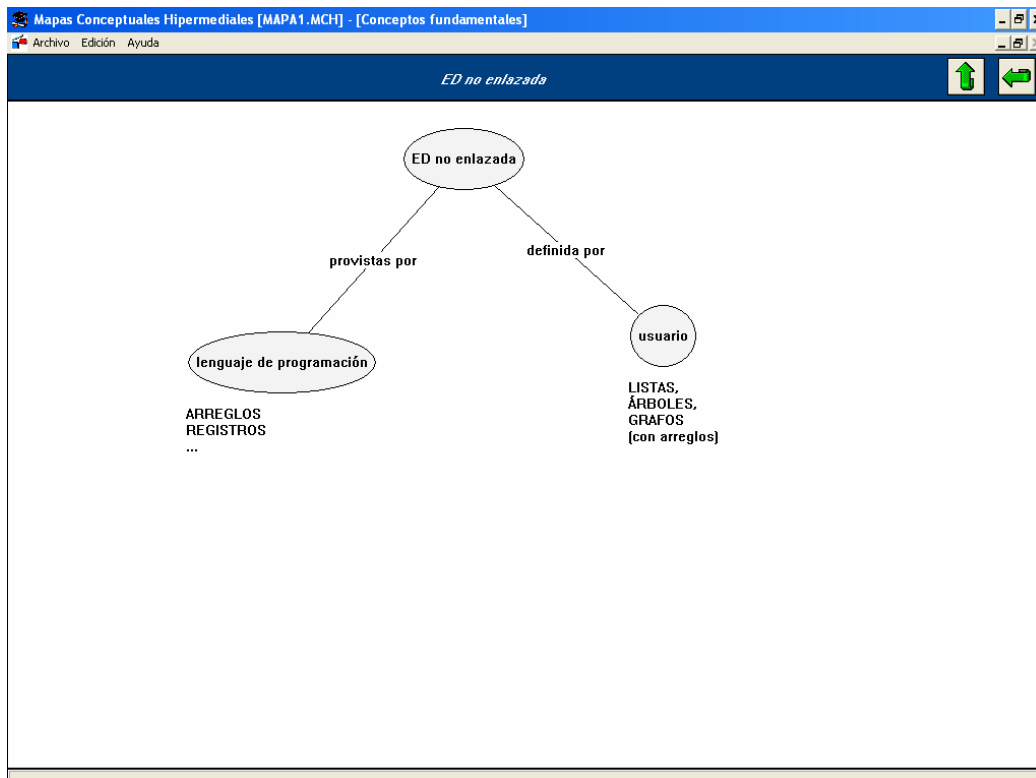 Mapas Conceptuales Hipermediales [MAPA1.MCH] - [Conceptos fundamentales]
Archivo Edición Ayuda
ED no enlazada
ED no enlazada
provistas por
definida por
lenguaje de programación
usuario
ARREGLOS
REGISTROS
...
LISTAS,
ÁRBOLES,
GRAFOS
(con arreglos)